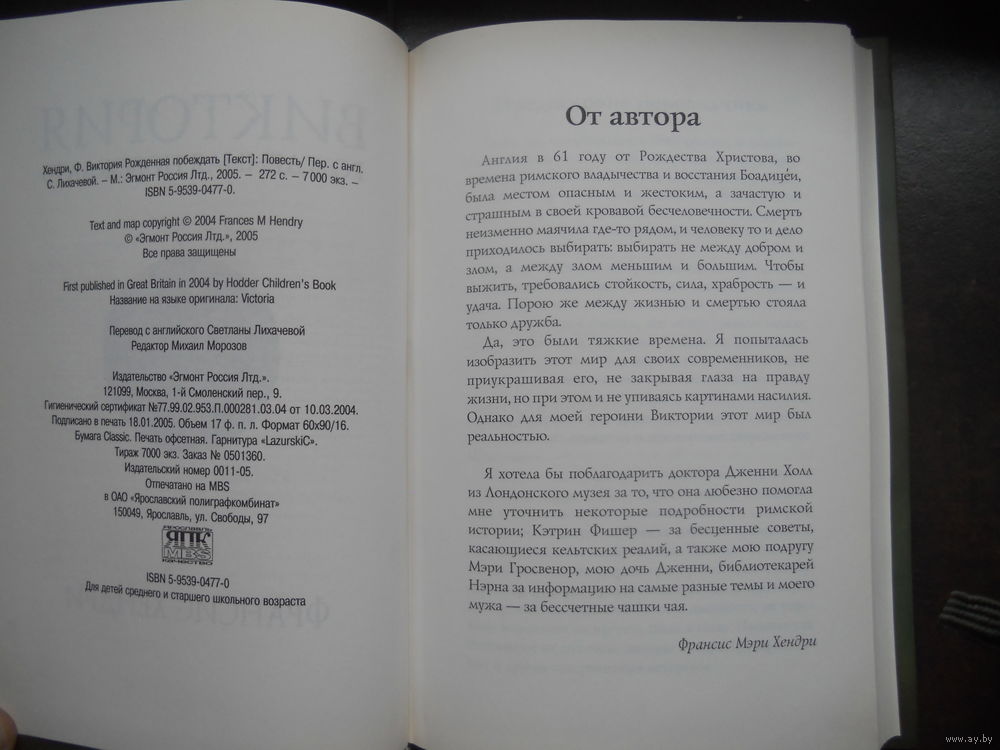 ВИКТОРИЯ
Хендри, Ф. Виктория Рожденная побеждать [Текст]: Повесть/ Пер. с англ.
С. Лихачевой. – М.: Эгмонт Россия Лтд., 2005. – 272 с. – 7000 экз. –
ISBN 5-9539-0477-0.
Text and map copyright © 2004 Frances M Hendry
© «Эгмонт Россия Лтд.», 2005
Все права защищены
First published in Great Britain in 2004 by Hodder Children's Book
Название на языке оригинала: Victoria
Перевод с английского Светланы Лихачевой
Редактор Михаил Морозов
Издательство «Эгмонт Россия Лтд.».
121099, Москва, 1-й Смоленский пер., 9.
Гигиенический сертификат №77.99.02.953.П.000281.03.04 от 10.03.2004.
Подписано в печать 18.01.2005. Объем 17 ф. п. л. Формат 60x90/16.
Бумага Classic. Печать офсетная. Гарнитура «LazurskiC».
Тираж 7000 экз. Заказ № 0501360.
Издательский номер 0011-05.
Отпечатано на MBS
в ОАО «Ярославский полиграфкомбинат»
150049, Ярославль, ул. Свободы, 97
ЯРОСЛАВЛЬ
ЯПК
MBS
КАЧЕСТВО
ISBN 5-9539-0477-0
Для детей среднего и старшего школьного возраста
От автора
Англия в 61 году от Рождества Христова, во
времена римского владычества и восстания Боадице́и,
была местом опасным и жестоким, а зачастую и
страшным в своей кровавой бесчеловечности. Смерть
неизменно маячила где-то рядом, и человеку то и дело
приходилось выбирать: выбирать не между добром и
злом, а между злом меньшим и большим. Чтобы
выжить, требовались стойкость, сила, храбрость — и
удача. Порою же между жизнью и смертью стояла
только дружба.
Да, это были тяжкие времена. Я попыталась
изобразить этот мир для своих современников, не
приукрашивая его, не закрывая глаза на правду
жизни, но при этом и не упиваясь картинами насилия.
Однако для моей героини Виктории этот мир был
реальностью.
Я хотела бы поблагодарить доктора Дженни Холл
из Лондонского музея за то, что она любезно помогла
мне уточнить некоторые подробности римской
истории; Кэтрин Фишер — за бесценные советы,
касающиеся кельтских реалий, а также мою подругу
Мэри Гросвенор, мою дочь Дженни, библиотекарей
Нэрна за информацию на самые разные темы и моего
мужа — за бессчетные чашки чая.
Франсис Мэри Хендри
www.ay.by